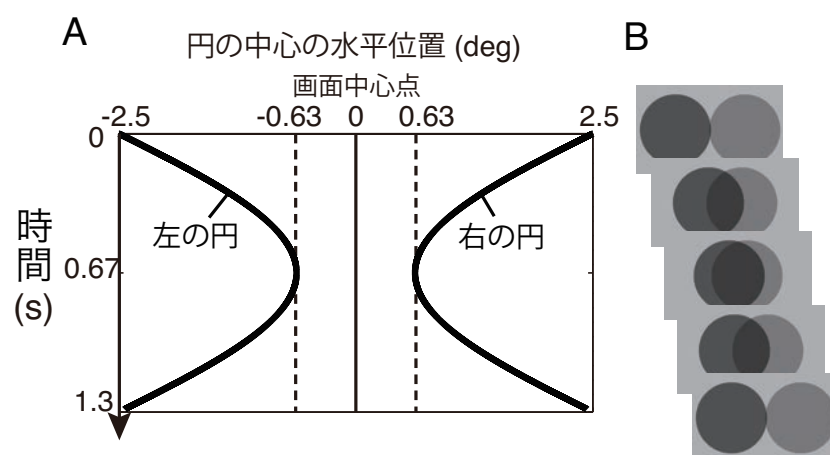 A
B
円の中心の水平位置 (deg)
画面中心点
-2.5 -0.63 0 0.63 2.5
0
左の円 右の円
時間
(s)
0.67
1.3